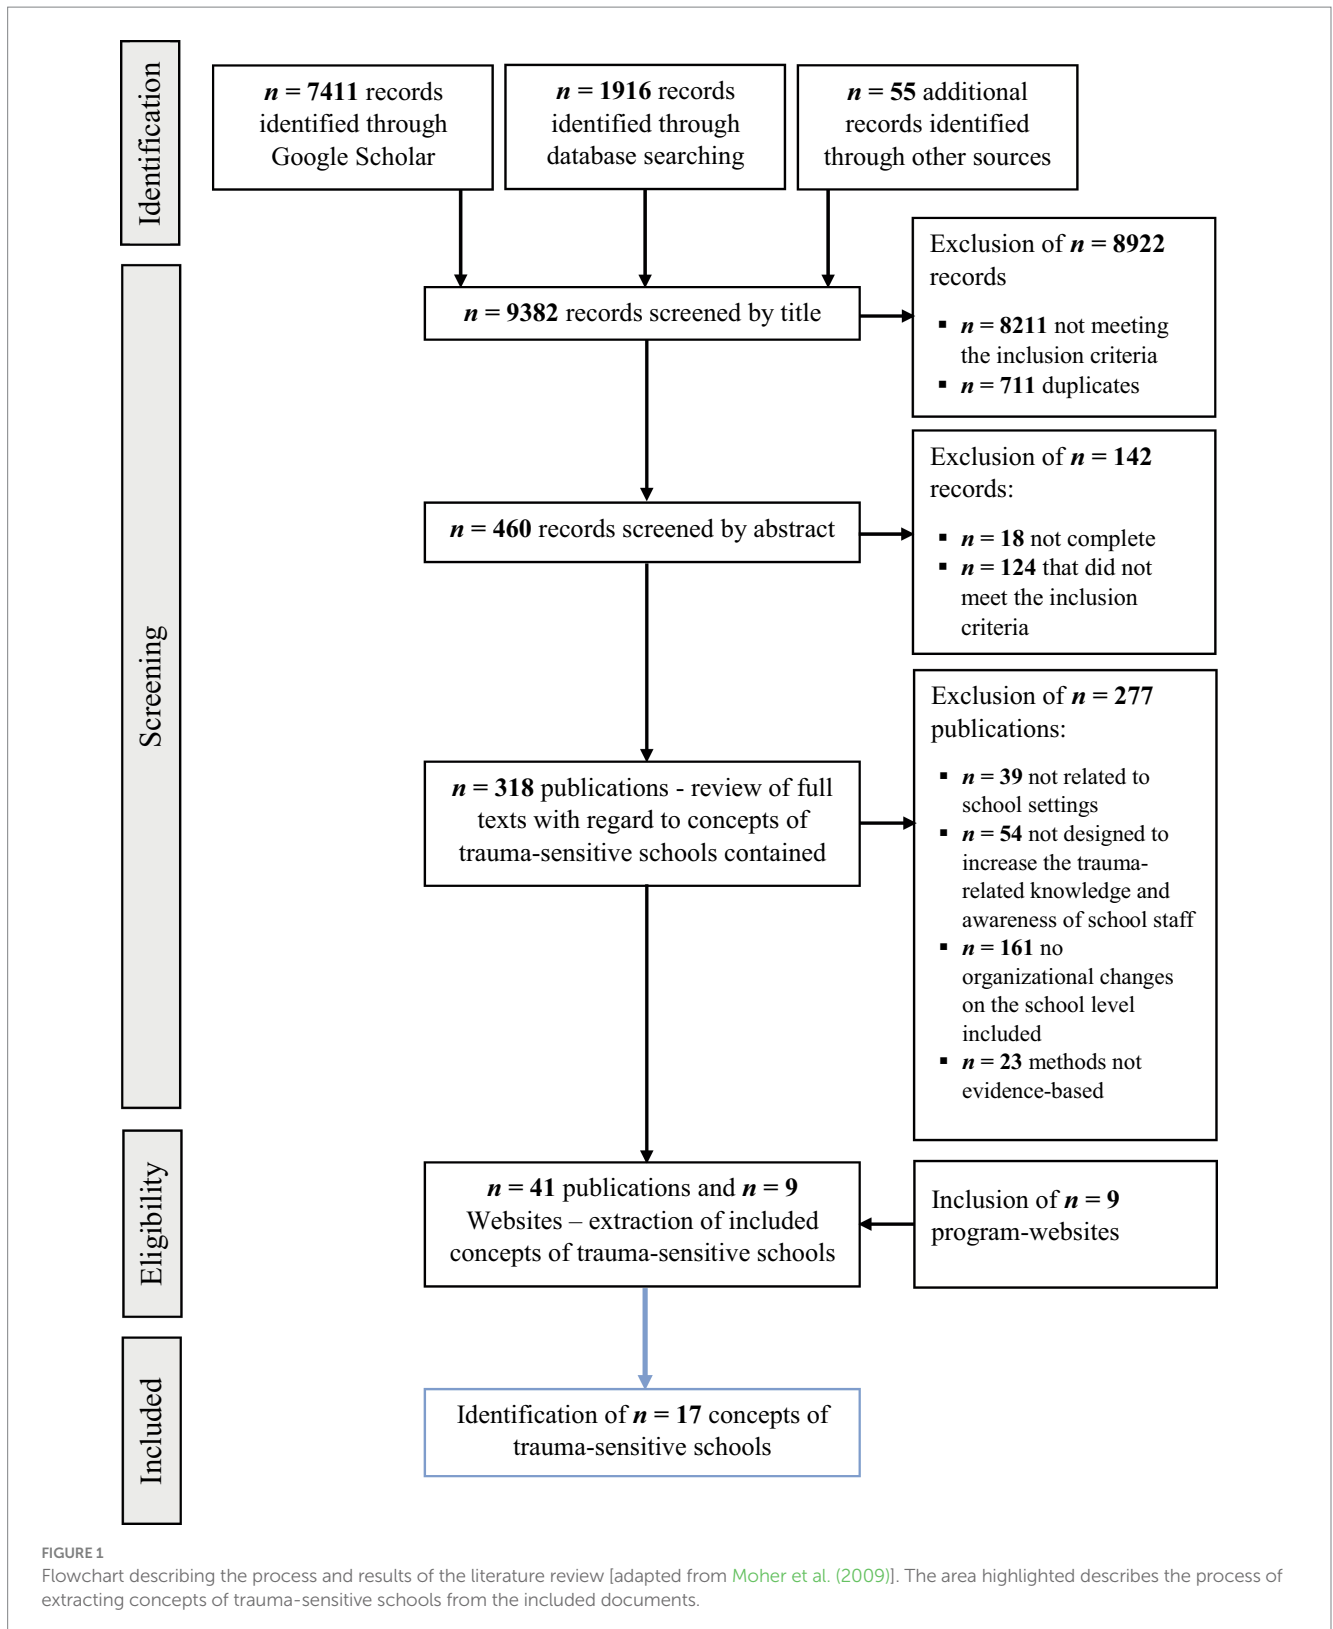 Identification
n = 7411 records
identified through
Google Scholar
n = 1916 records
identified through
database searching
n = 55 additional
records identified
through other sources
Exclusion of n = 8922
records
▪ n = 8211 not meeting
the inclusion criteria
▪ n = 711 duplicates
Screening
n = 9382 records screened by title
n = 460 records screened by abstract
Exclusion of n = 142
records:
▪ n = 18 not complete
▪ n = 124 that did not
meet the inclusion
criteria
n = 318 publications - review of full
texts with regard to concepts of
trauma-sensitive schools contained
Exclusion of n = 277
publications:
▪ n = 39 not related to
school settings
▪ n = 54 not designed to
increase the trauma-
related knowledge and
awareness of school staff
▪ n = 161 no
organizational changes
on the school level
included
▪ n = 23 methods not
evidence-based
Eligibility
n = 41 publications and n = 9
Websites – extraction of included
concepts of trauma-sensitive schools
Inclusion of n = 9
program-websites
Included
Identification of n = 17 concepts of
trauma-sensitive schools
FIGURE 1
Flowchart describing the process and results of the literature review [adapted from Moher et al. (2009)]. The area highlighted describes the process of
extracting concepts of trauma-sensitive schools from the included documents.